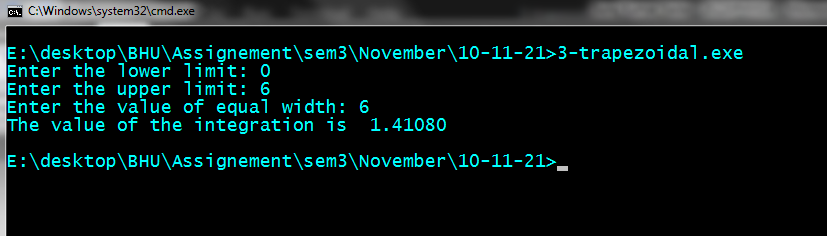 C:\Windows\system32\cmd.exe
E:\desktop\BHU\Assignement\sem3\November\10-11-21>3-trapezoidal.exe
Enter the lower limit: 0
Enter the upper limit: 6
Enter the value of equal width: 6
The value of the integration is  1.41080
E:\desktop\BHU\Assignement\sem3\November\10-11-21>